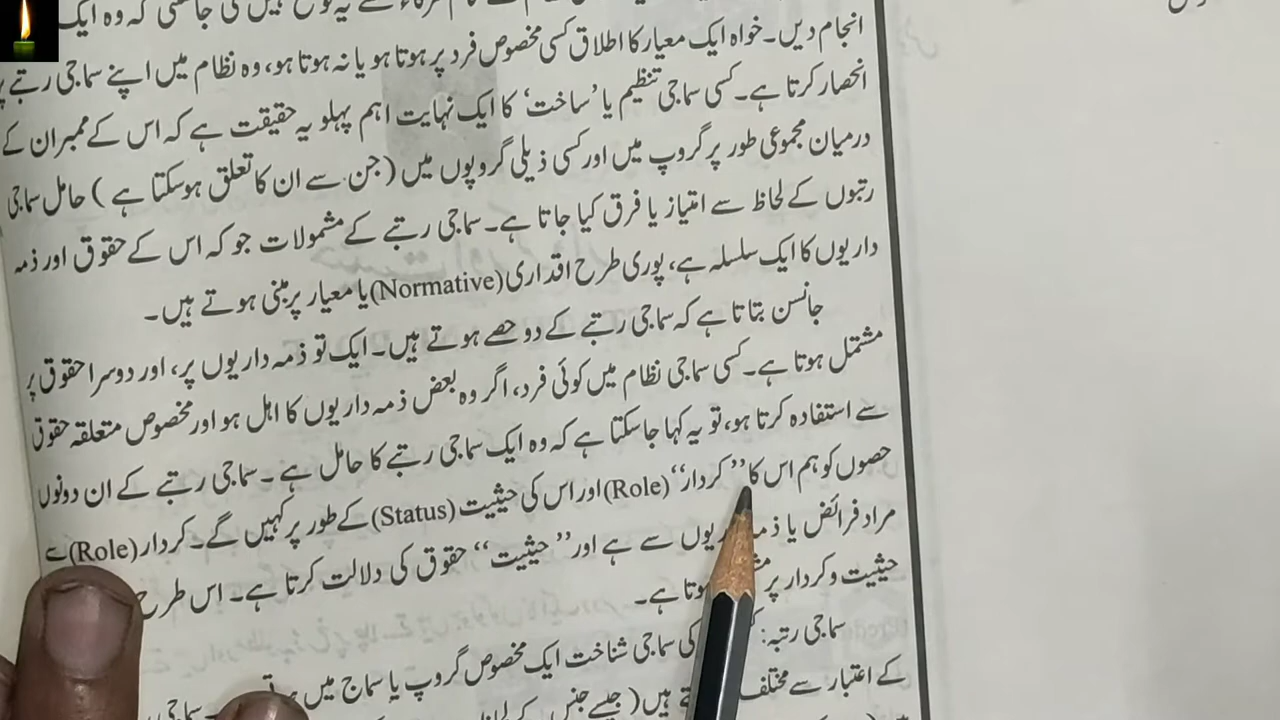 انجام دیں۔ خواہ ایک معیار کا اطلاق کسی مخصوص فرد پر ہوتا ہو یا نہ ہوتا ہو، وہ نظام میں اپنے سماجی رتبے پر
انحصار کرتا ہے۔ کسی سماجی تنظیم یا ’ساخت‘ کا ایک نہایت اہم پہلو یہ حقیقت ہے کہ اس کے ممبران کے
درمیان مجموعی طور پر گروپ میں اور کسی ذیلی گروپوں میں (جن سے ان کا تعلق ہو سکتا ہے) حامل سماجی
رتبوں کے لحاظ سے امتیاز یا فرق کیا جاتا ہے۔ سماجی رتبے کے مشمولات جو کہ اس کے حقوق اور ذمہ
داریوں کا ایک سلسلہ ہے، پوری طرح اقداری (Normative) یا معیار پر مبنی ہوتے ہیں۔
جانسن بتاتا ہے کہ سماجی رتبے کے دو حصے ہوتے ہیں۔ ایک تو ذمہ داریوں پر، اور دوسرا حقوق پر
مشتمل ہوتا ہے۔ کسی سماجی نظام میں کوئی فرد، اگر وہ بعض ذمہ داریوں کا اہل ہو اور مخصوص متعلقہ حقوق
سے استفادہ کرتا ہو، تو یہ کہا جا سکتا ہے کہ وہ ایک سماجی رتبے کا حامل ہے۔ سماجی رتبے کے ان دونوں
حصوں کو ہم اس کا ”کردار“ (Role) اور اس کی حیثیت (Status) کے طور پر کہیں گے۔ کردار (Role) سے
مراد فرائض یا ذمہ داریوں سے ہے اور ”حیثیت“ حقوق کی دلالت کرتا ہے۔ اس طرح
حیثیت و کردار پر ہوتا ہے۔
سماجی رتبہ: کی سماجی شناخت ایک مخصوص گروپ یا سماج میں
کے اعتبار سے مختلف ہیں (جیسے جنس کے لحاظ